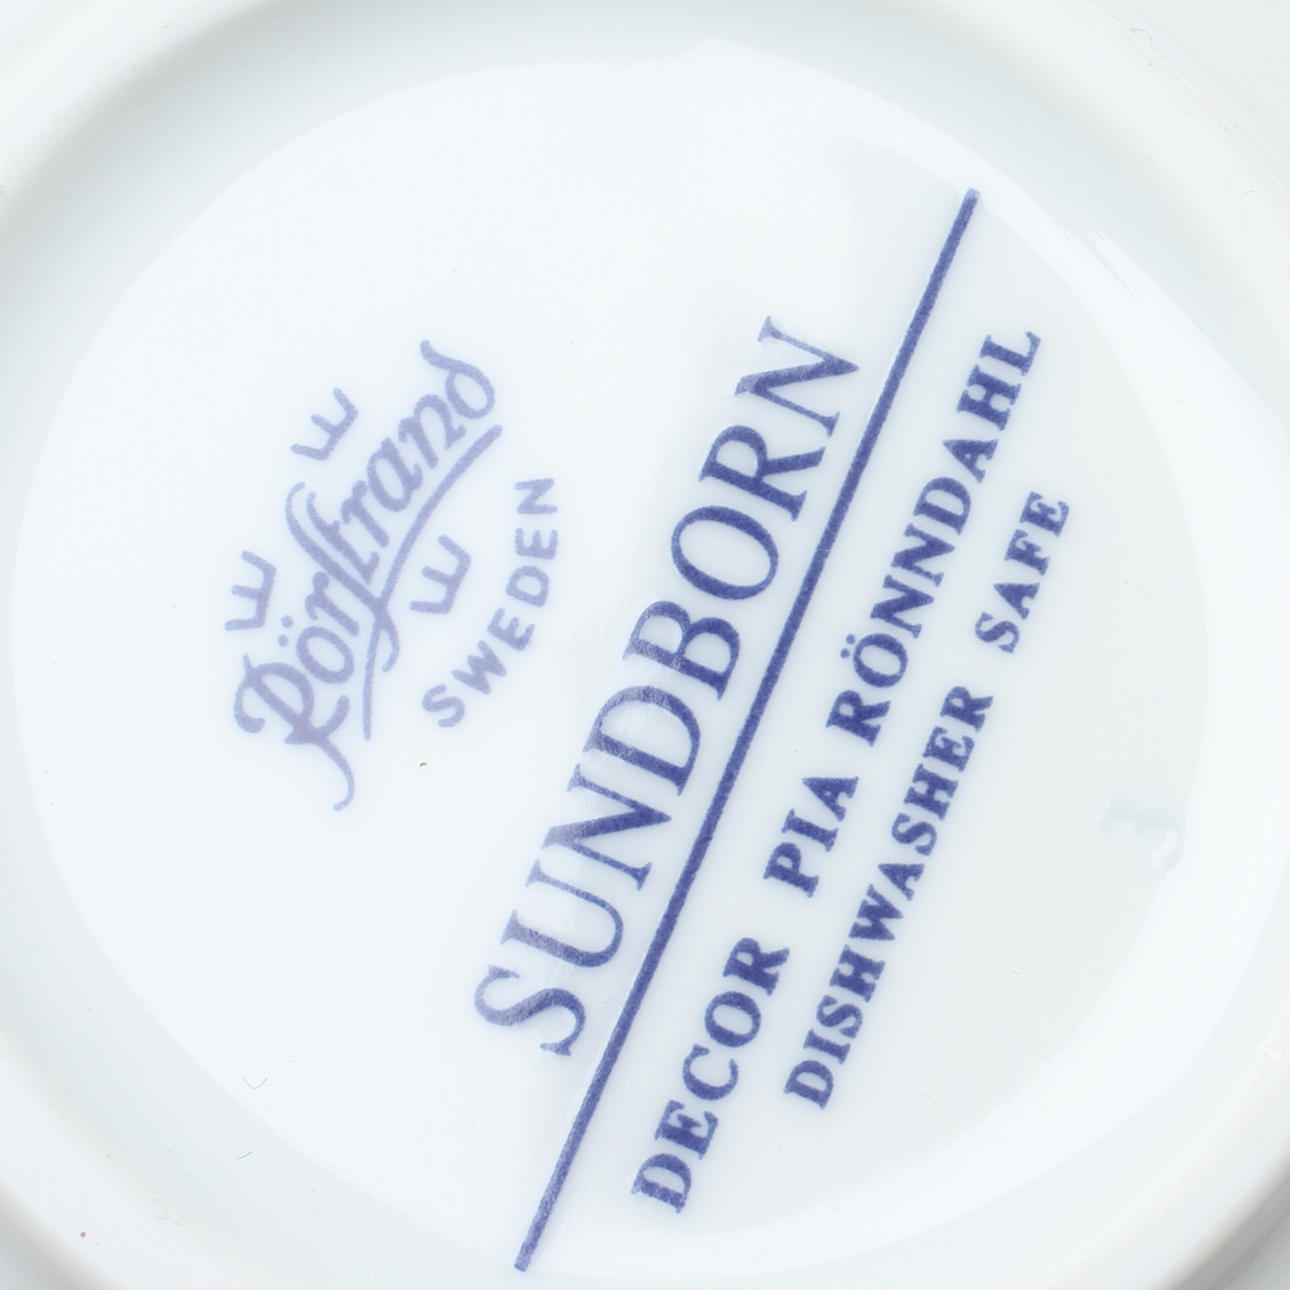 Rörstrand
SWEDEN
SUNDBORN
DECOR PIA RÖNNDAHL
DISHWASHER SAFE